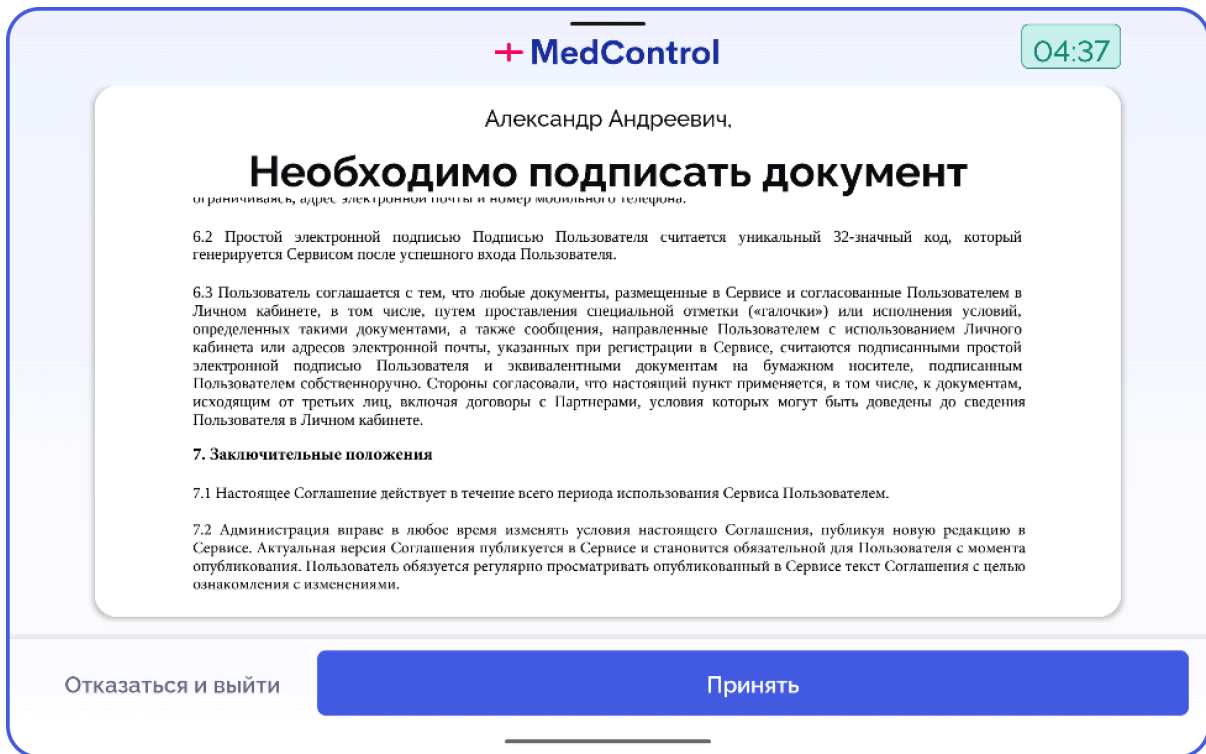 MedControl
04:37
Александр Андреевич,
Необходимо подписать документ
ограничиваясь, адрес электронной почты и номер мобильного телефона.
6.2 Простой электронной подписью Подписью Пользователя считается уникальный 32-значный код, который
генерируется Сервисом после успешного входа Пользователя.
6.3 Пользователь соглашается с тем, что любые документы, размещенные в Сервисе и согласованные Пользователем в
Личном кабинете, в том числе, путем проставления специальной отметки («галочки») или исполнения условий,
определенных такими документами, а также сообщения, направленные Пользователем с использованием Личного
кабинета или адресов электронной почты, указанных при регистрации в Сервисе, считаются подписанными простой
электронной подписью Пользователя и эквивалентными документам на бумажном носителе, подписанным
Пользователем собственноручно. Стороны согласовали, что настоящий пункт применяется, в том числе, к документам,
исходящим от третьих лиц, включая договоры с Партнерами, условия которых могут быть доведены до сведения
Пользователя в Личном кабинете.
7. Заключительные положения
7.1 Настоящее Соглашение действует в течение всего периода использования Сервиса Пользователем.
7.2 Администрация вправе в любое время изменять условия настоящего Соглашения, публикуя новую редакцию в
Сервисе. Актуальная версия Соглашения публикуется в Сервисе и становится обязательной для Пользователя с момента
опубликования. Пользователь обязуется регулярно просматривать опубликованный в Сервисе текст Соглашения с целью
ознакомления с изменениями.
Отказаться и выйти
Принять